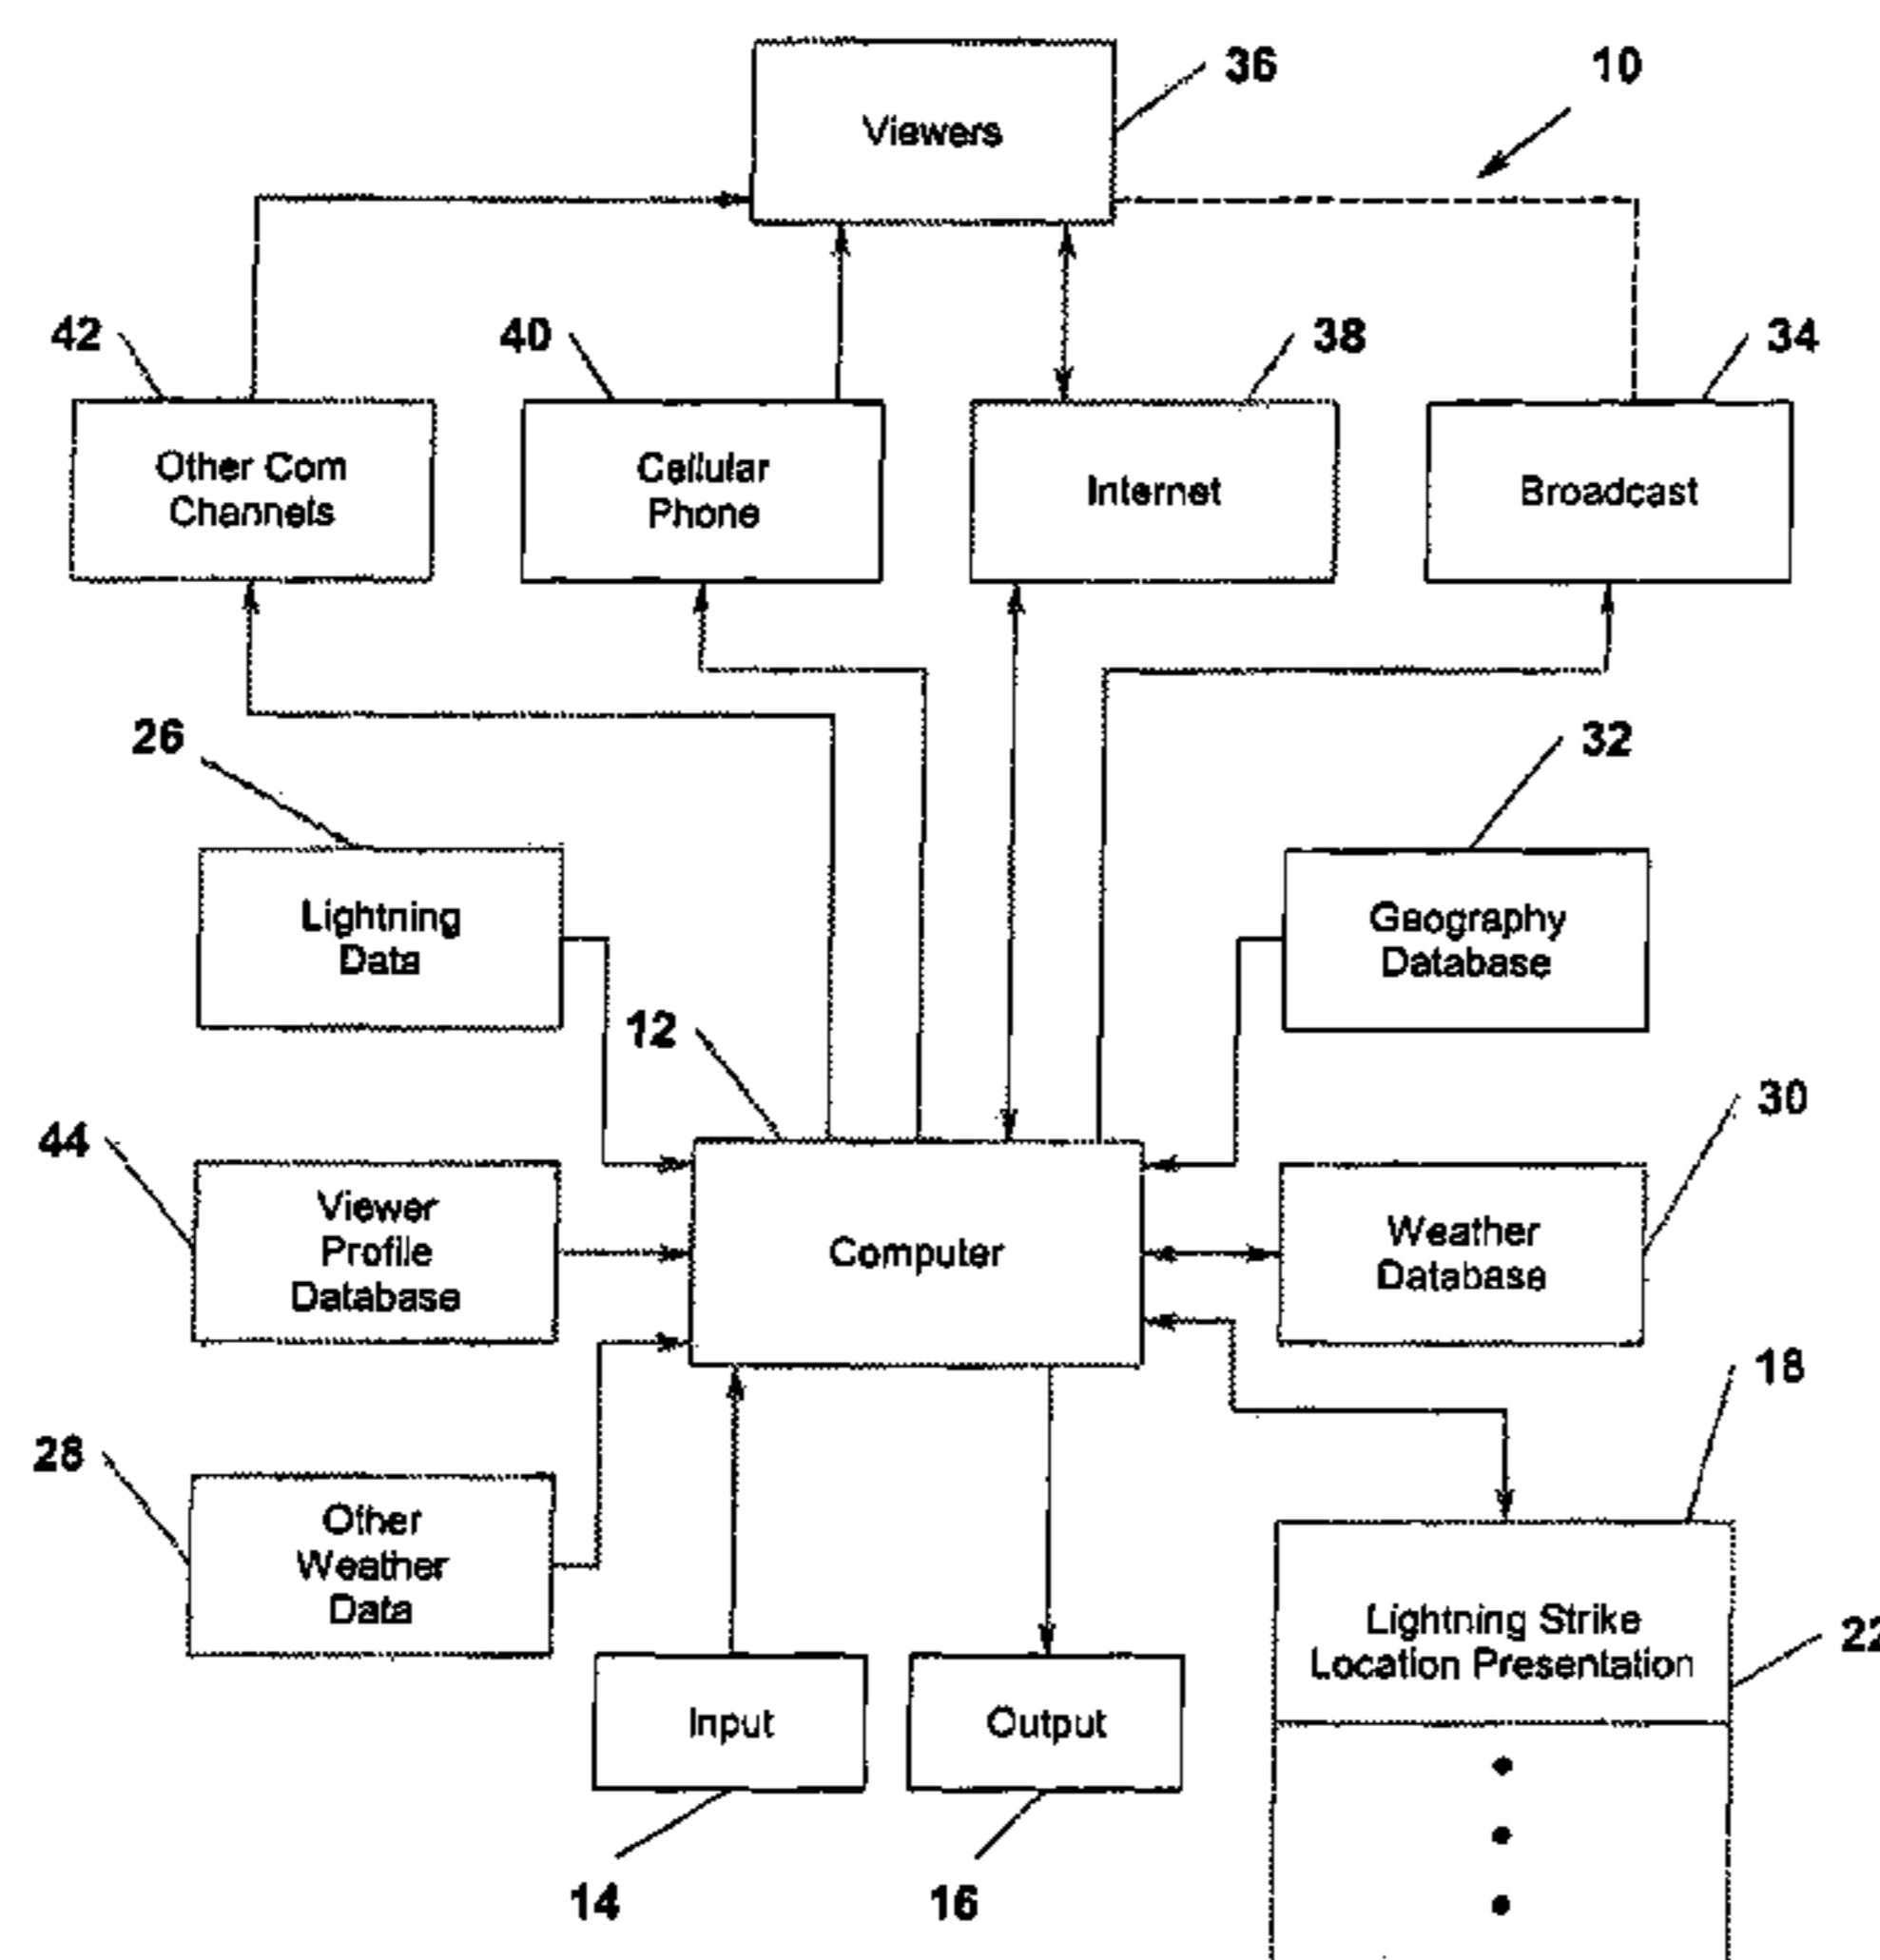 36
10
Viewers
42
40
38
34
Other Com
Channels
Cellular
Phone
Internet
Broadcast
26
32
Lightning
Data
Geography
Database
12
44
30
Viewer
Profile
Database
Computer
Weather
Database
18
28
Other
Weather
Data
Lightning Strike
Location Presentation
22
Input
Output
14
16